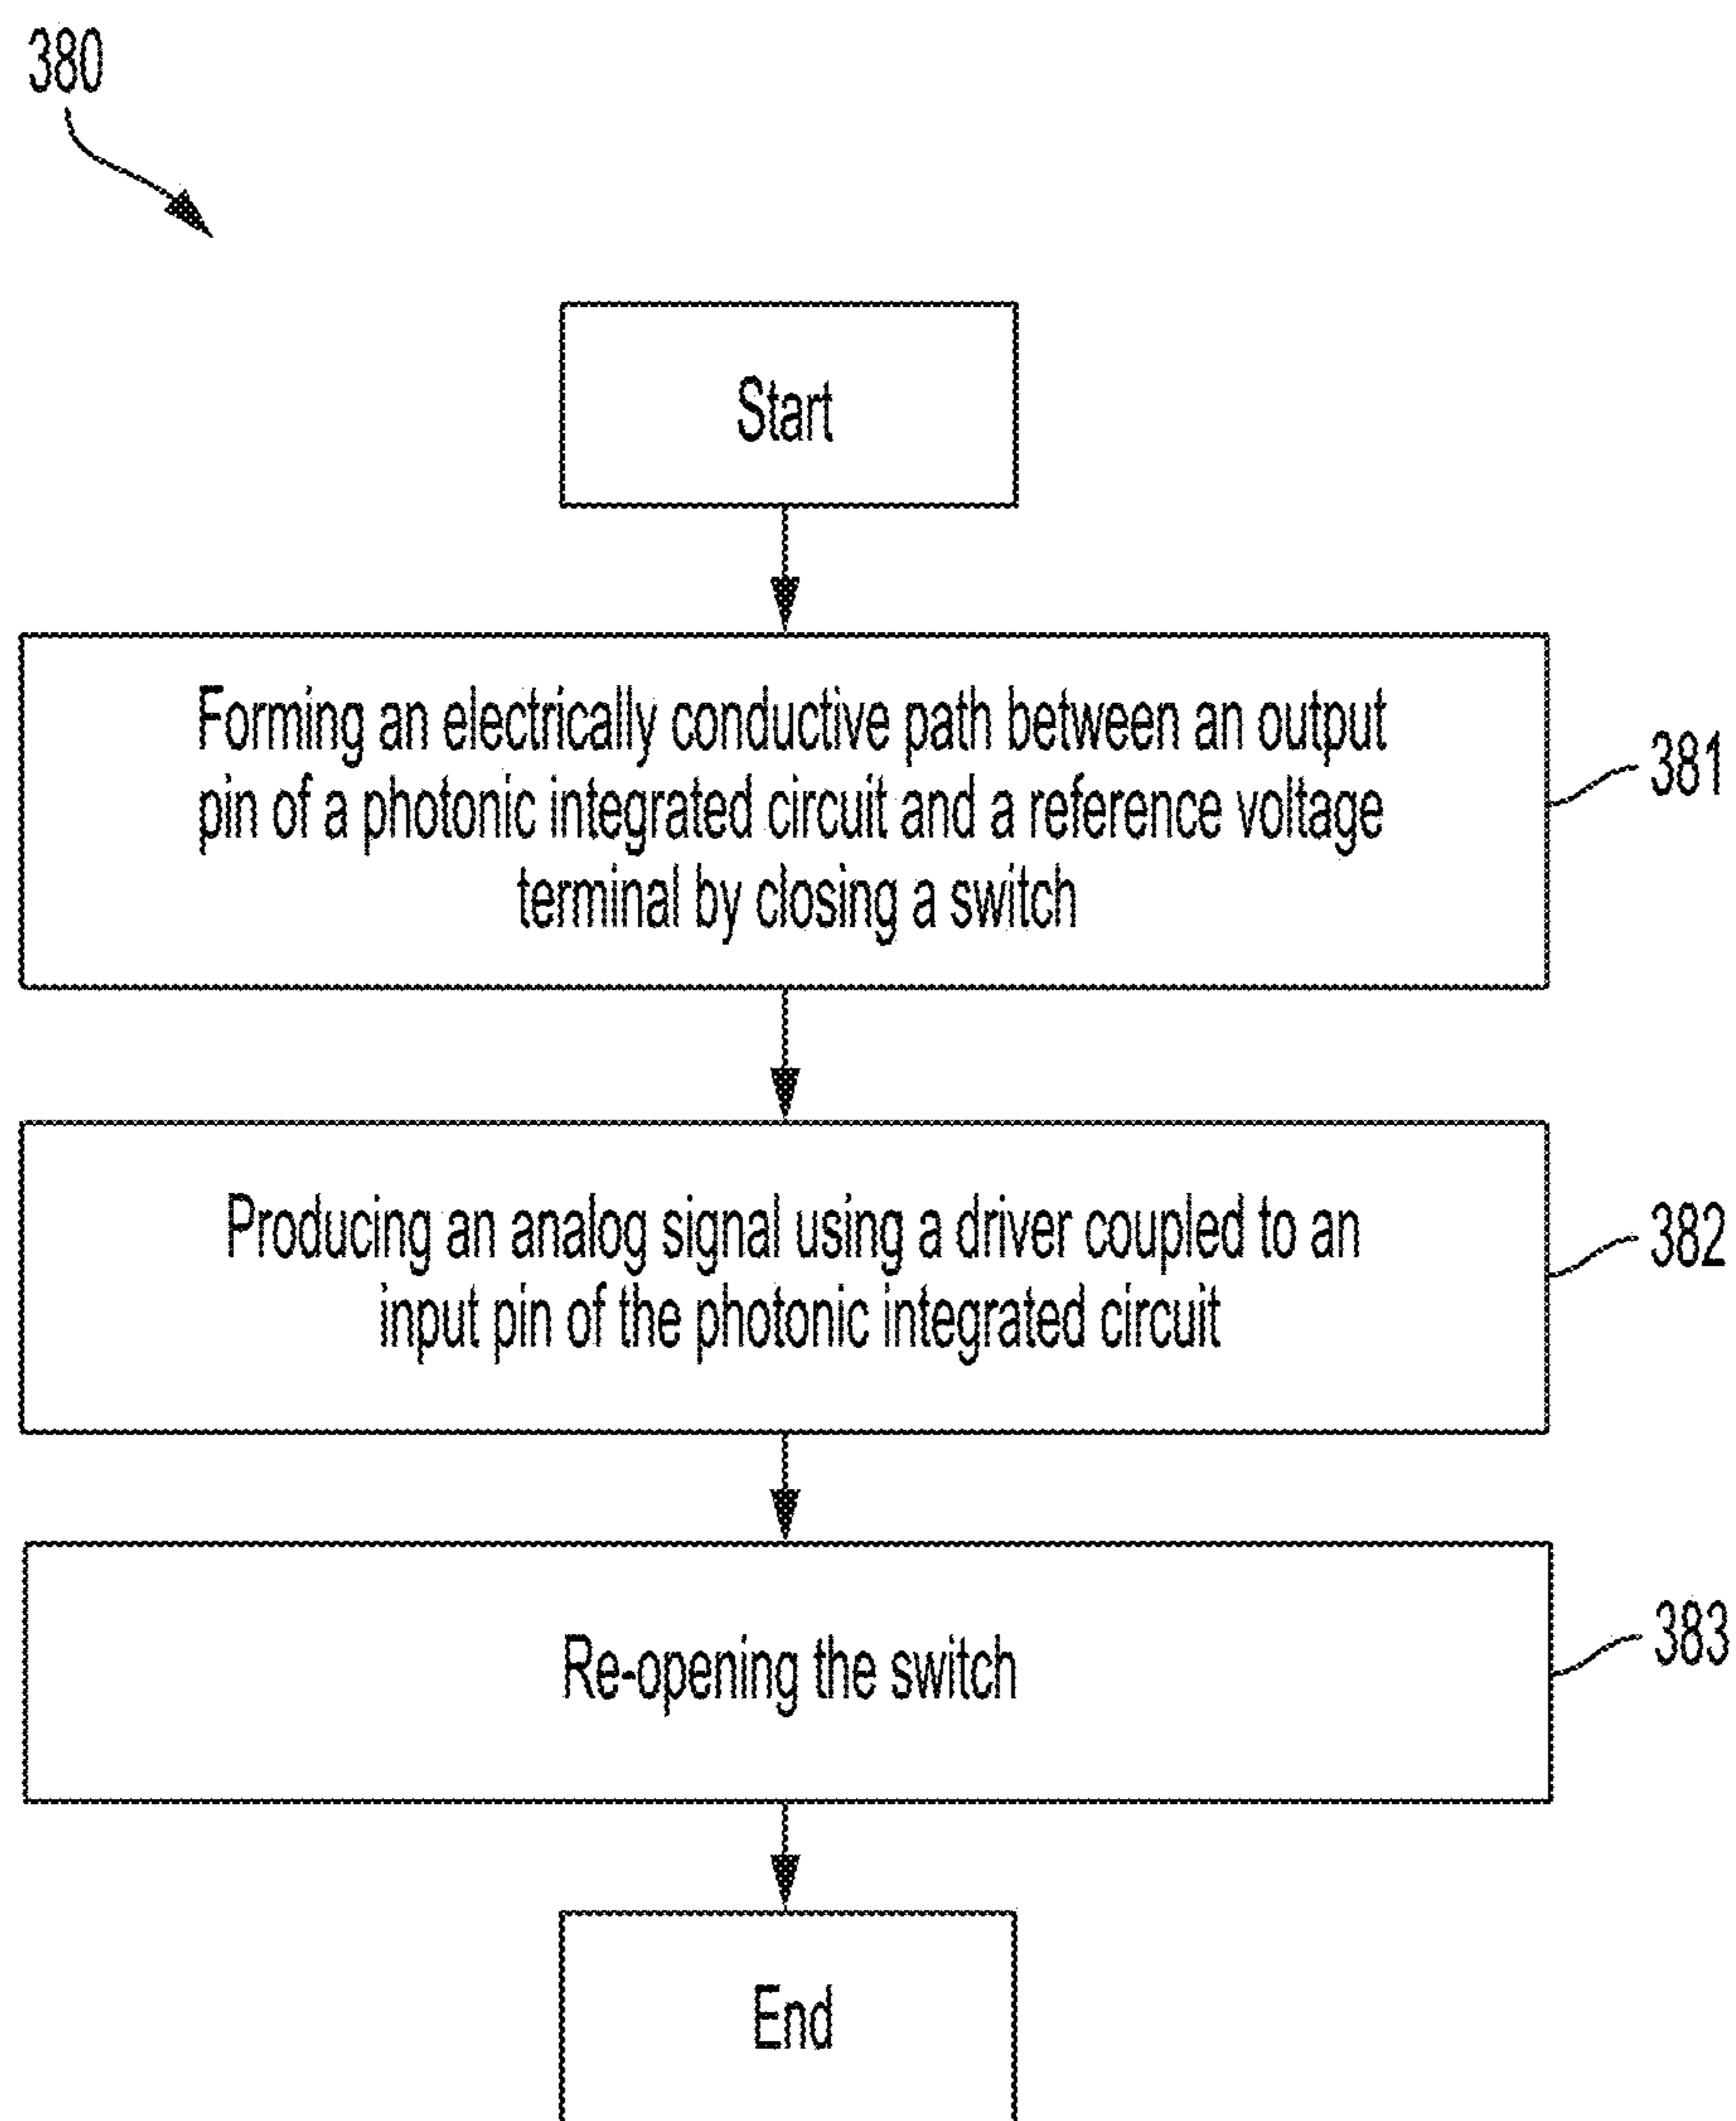 380
Start
Forming an electrically conductive path between an output
pin of a photonic integrated circuit and a reference voltage
terminal by closing a switch
381
Producing an analog signal using a driver coupled to an
input pin of the photonic integrated circuit
382
Re-opening the switch
383
End